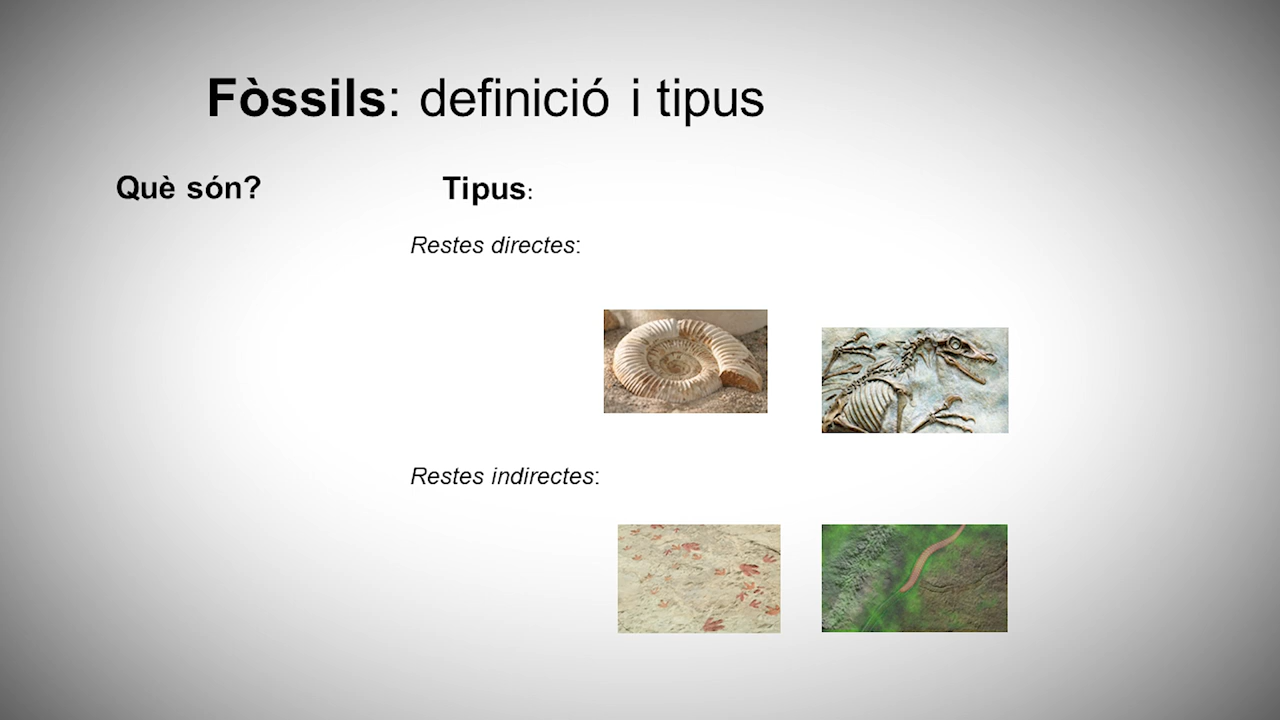 Fòssils: definició i tipus
Què són?
Tipus:
Restes directes:
Restes indirectes: